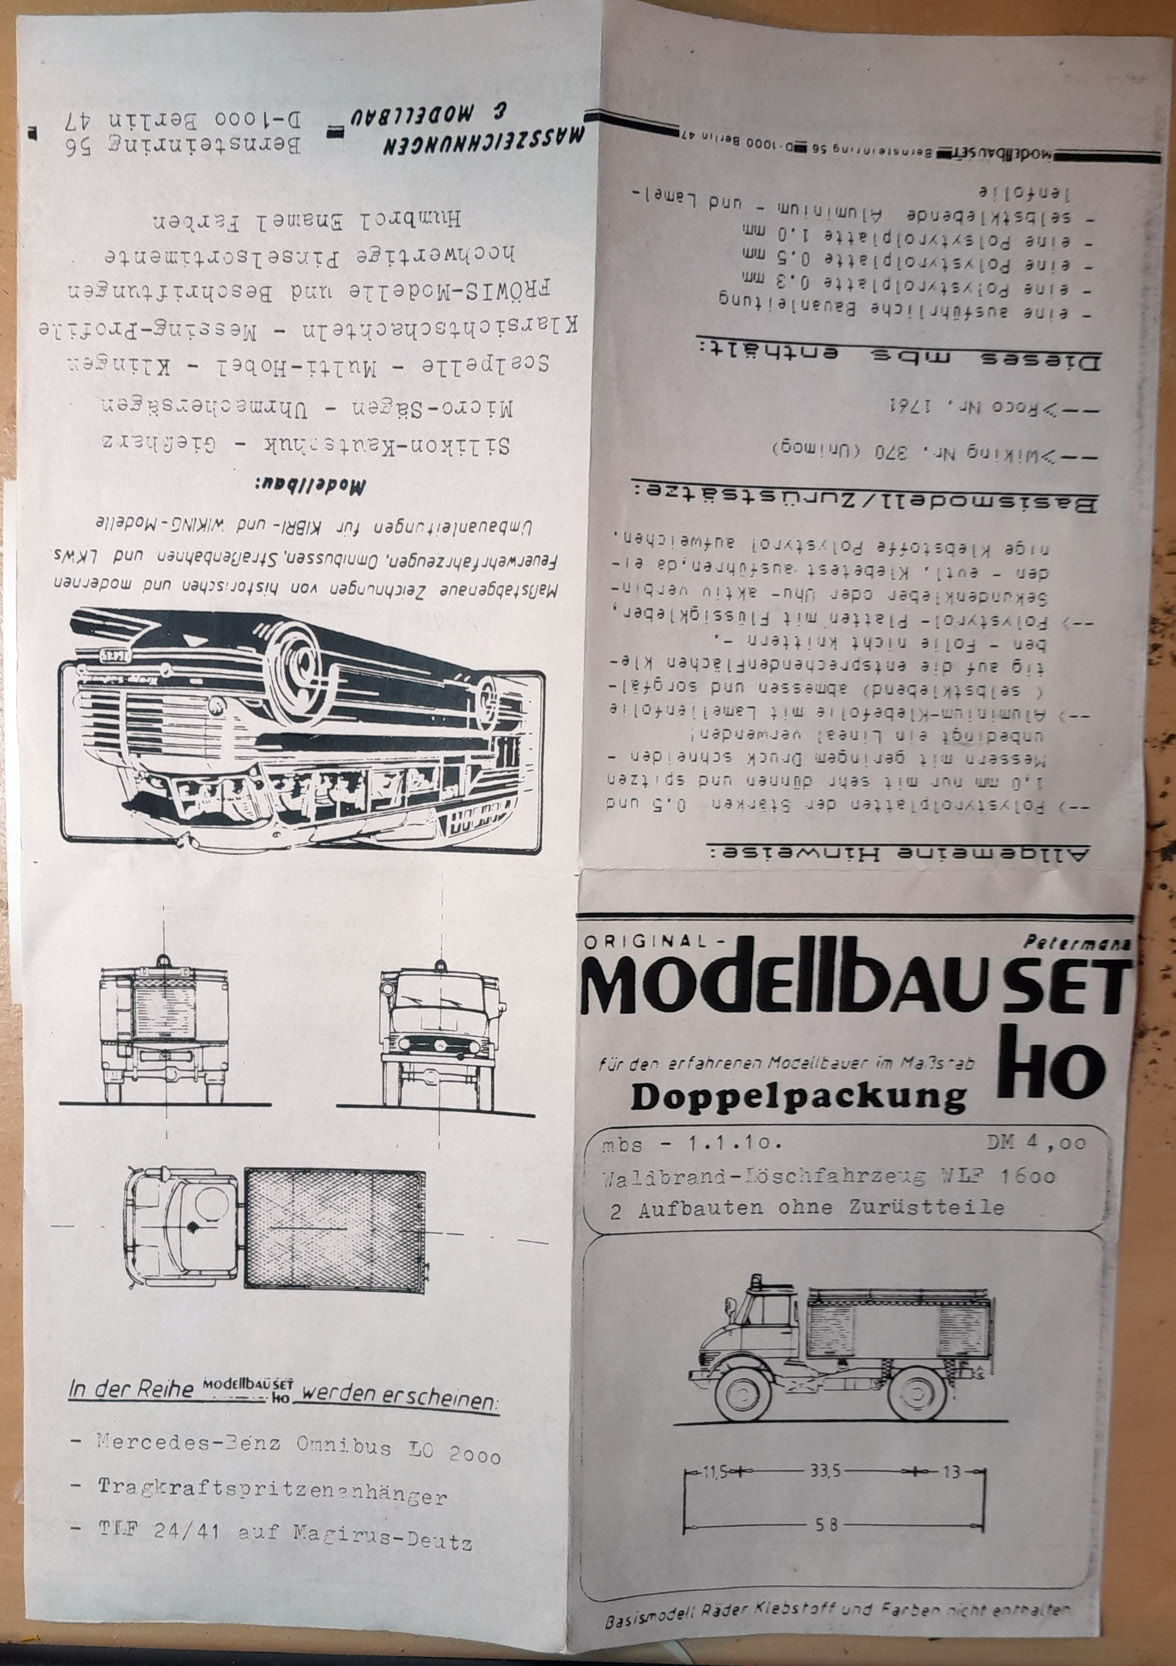 ORIGINAL-
Petermann
Modellbau SET
HO
für den erfahrenen Modellbauer im Maßstab
Doppelpackung
mbs - 1.1.10. DM 4,00
Waldbrand-Löschfahrzeug WLF 1600
2 Aufbauten ohne Zurüstteile
11,5 33,5 13
58
Basismodell Räder Klebstoff und Farben nicht enthalten
In der Reihe Modellbau SET HO werden erscheinen:
- Mercedes-Benz Omnibus LO 2000
- Tragkraftspritzenanhänger
- TLF 24/41 auf Magirus-Deutz
Allgemeine Hinweise:
--> Polystyrolplatten der Stärken 0,5 und
1,0 mm nur mit sehr dünnen und spitzen
Messern mit geringem Druck schneiden -
unbedingt ein Lineal verwenden!
--> Aluminium-Klebefolie mit Lamellenfolie
( selbstklebend) abmessen und sorgfäl-
tig auf die entsprechendenFlächen kle-
ben - Folie nicht knittern -.
--> Polystyrol- Platten mit Flüssigkleber,
Sekundenkleber oder Uhu- aktiv verbin-
den - evtl. Klebetest ausführen,da ei-
nige Klebstoffe Polystyrol aufweichen.
Basismodell/Zurüstsätze:
-->Wiking Nr. 370 (Unimog)
-->Roco Nr. 1761
Dieses mbs enthält:
- eine ausführliche Bauanleitung
- eine Polystyrolplatte 0,3 mm
- eine Polystyrolplatte 0,5 mm
- eine Polsytyrolplatte 1,0 mm
- selbstklebende Aluminium - und Lamel-
lenfolie
Modellbau SET Bernsteinring 56 D-1000 Berlin 47
Maßstabgenaue Zeichnungen von historischen und modernen
Feuerwehrfahrzeugen, Omnibussen, Straßenbahnen und LKWs
Umbauanleitungen für KIBRI- und WIKING-Modelle
Modellbau:
Silikon-Kautschuk - Gießharz
Micro-Sägen - Uhrmachersägen
Scalpelle - Multi-Hobel - Klingen
Klarsichtschachteln - Messing-Profile
FRÖWIS-Modelle und Beschriftungen
hochwertige Pinselsortimente
Humbrol Enamel Farben
MASSZEICHNUNGEN
& MODELLBAU
Bernsteinring 56
D-1000 Berlin 47